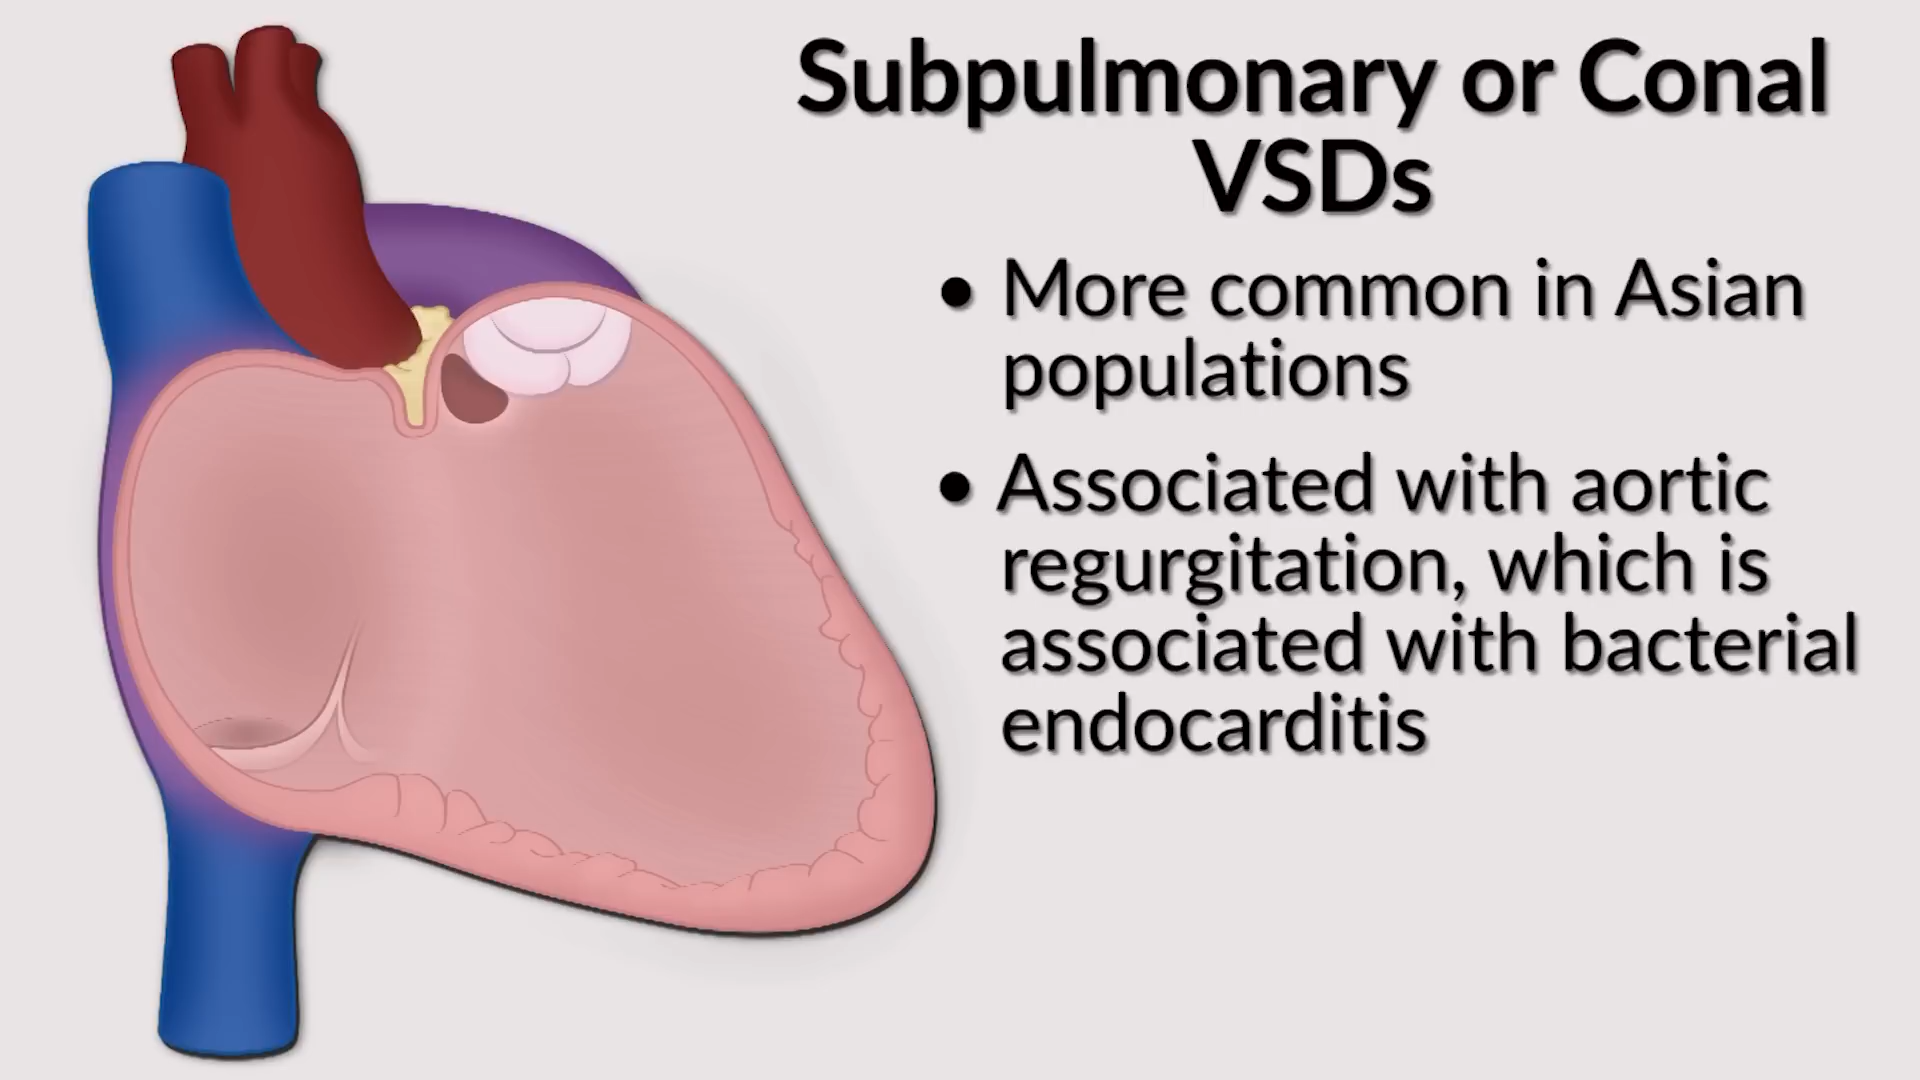 Subpulmonary or Conal
VSDs
• More common in Asian
populations
• Associated with aortic
regurgitation, which is
associated with bacterial
endocarditis